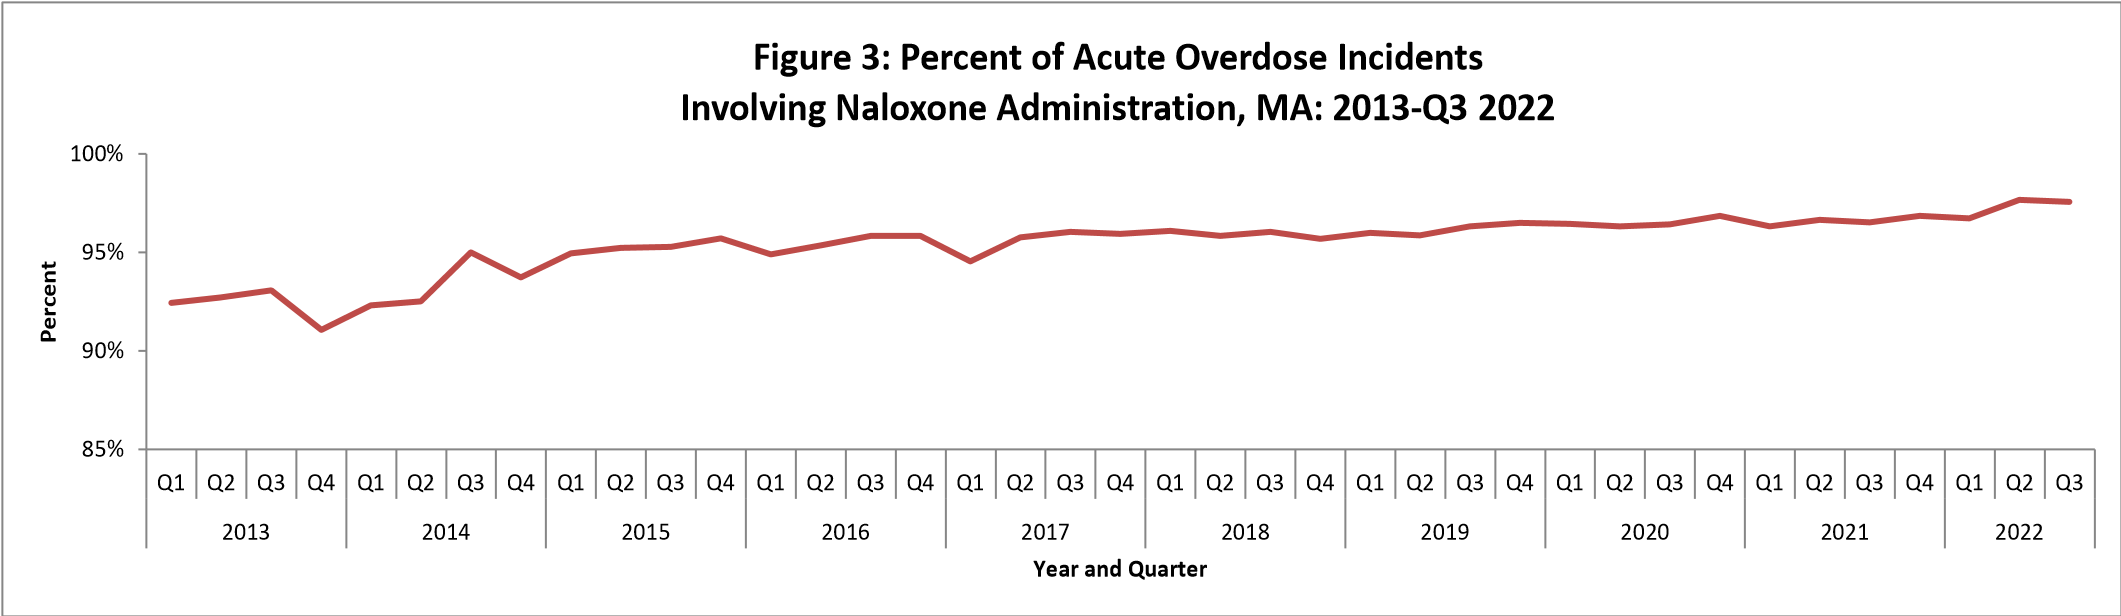 Figure 3: Percent of Acute Overdose Incidents
Involving Naloxone Administration, MA: 2013-Q3 2022
100%
95%
90%
85%
Percent
Q1 Q2 Q3 Q4 Q1 Q2 Q3 Q4 Q1 Q2 Q3 Q4 Q1 Q2 Q3 Q4 Q1 Q2 Q3 Q4 Q1 Q2 Q3 Q4 Q1 Q2 Q3 Q4 Q1 Q2 Q3 Q4 Q1 Q2 Q3 Q4 Q1 Q2 Q3
2013 2014 2015 2016 2017 2018 2019 2020 2021 2022
Year and Quarter